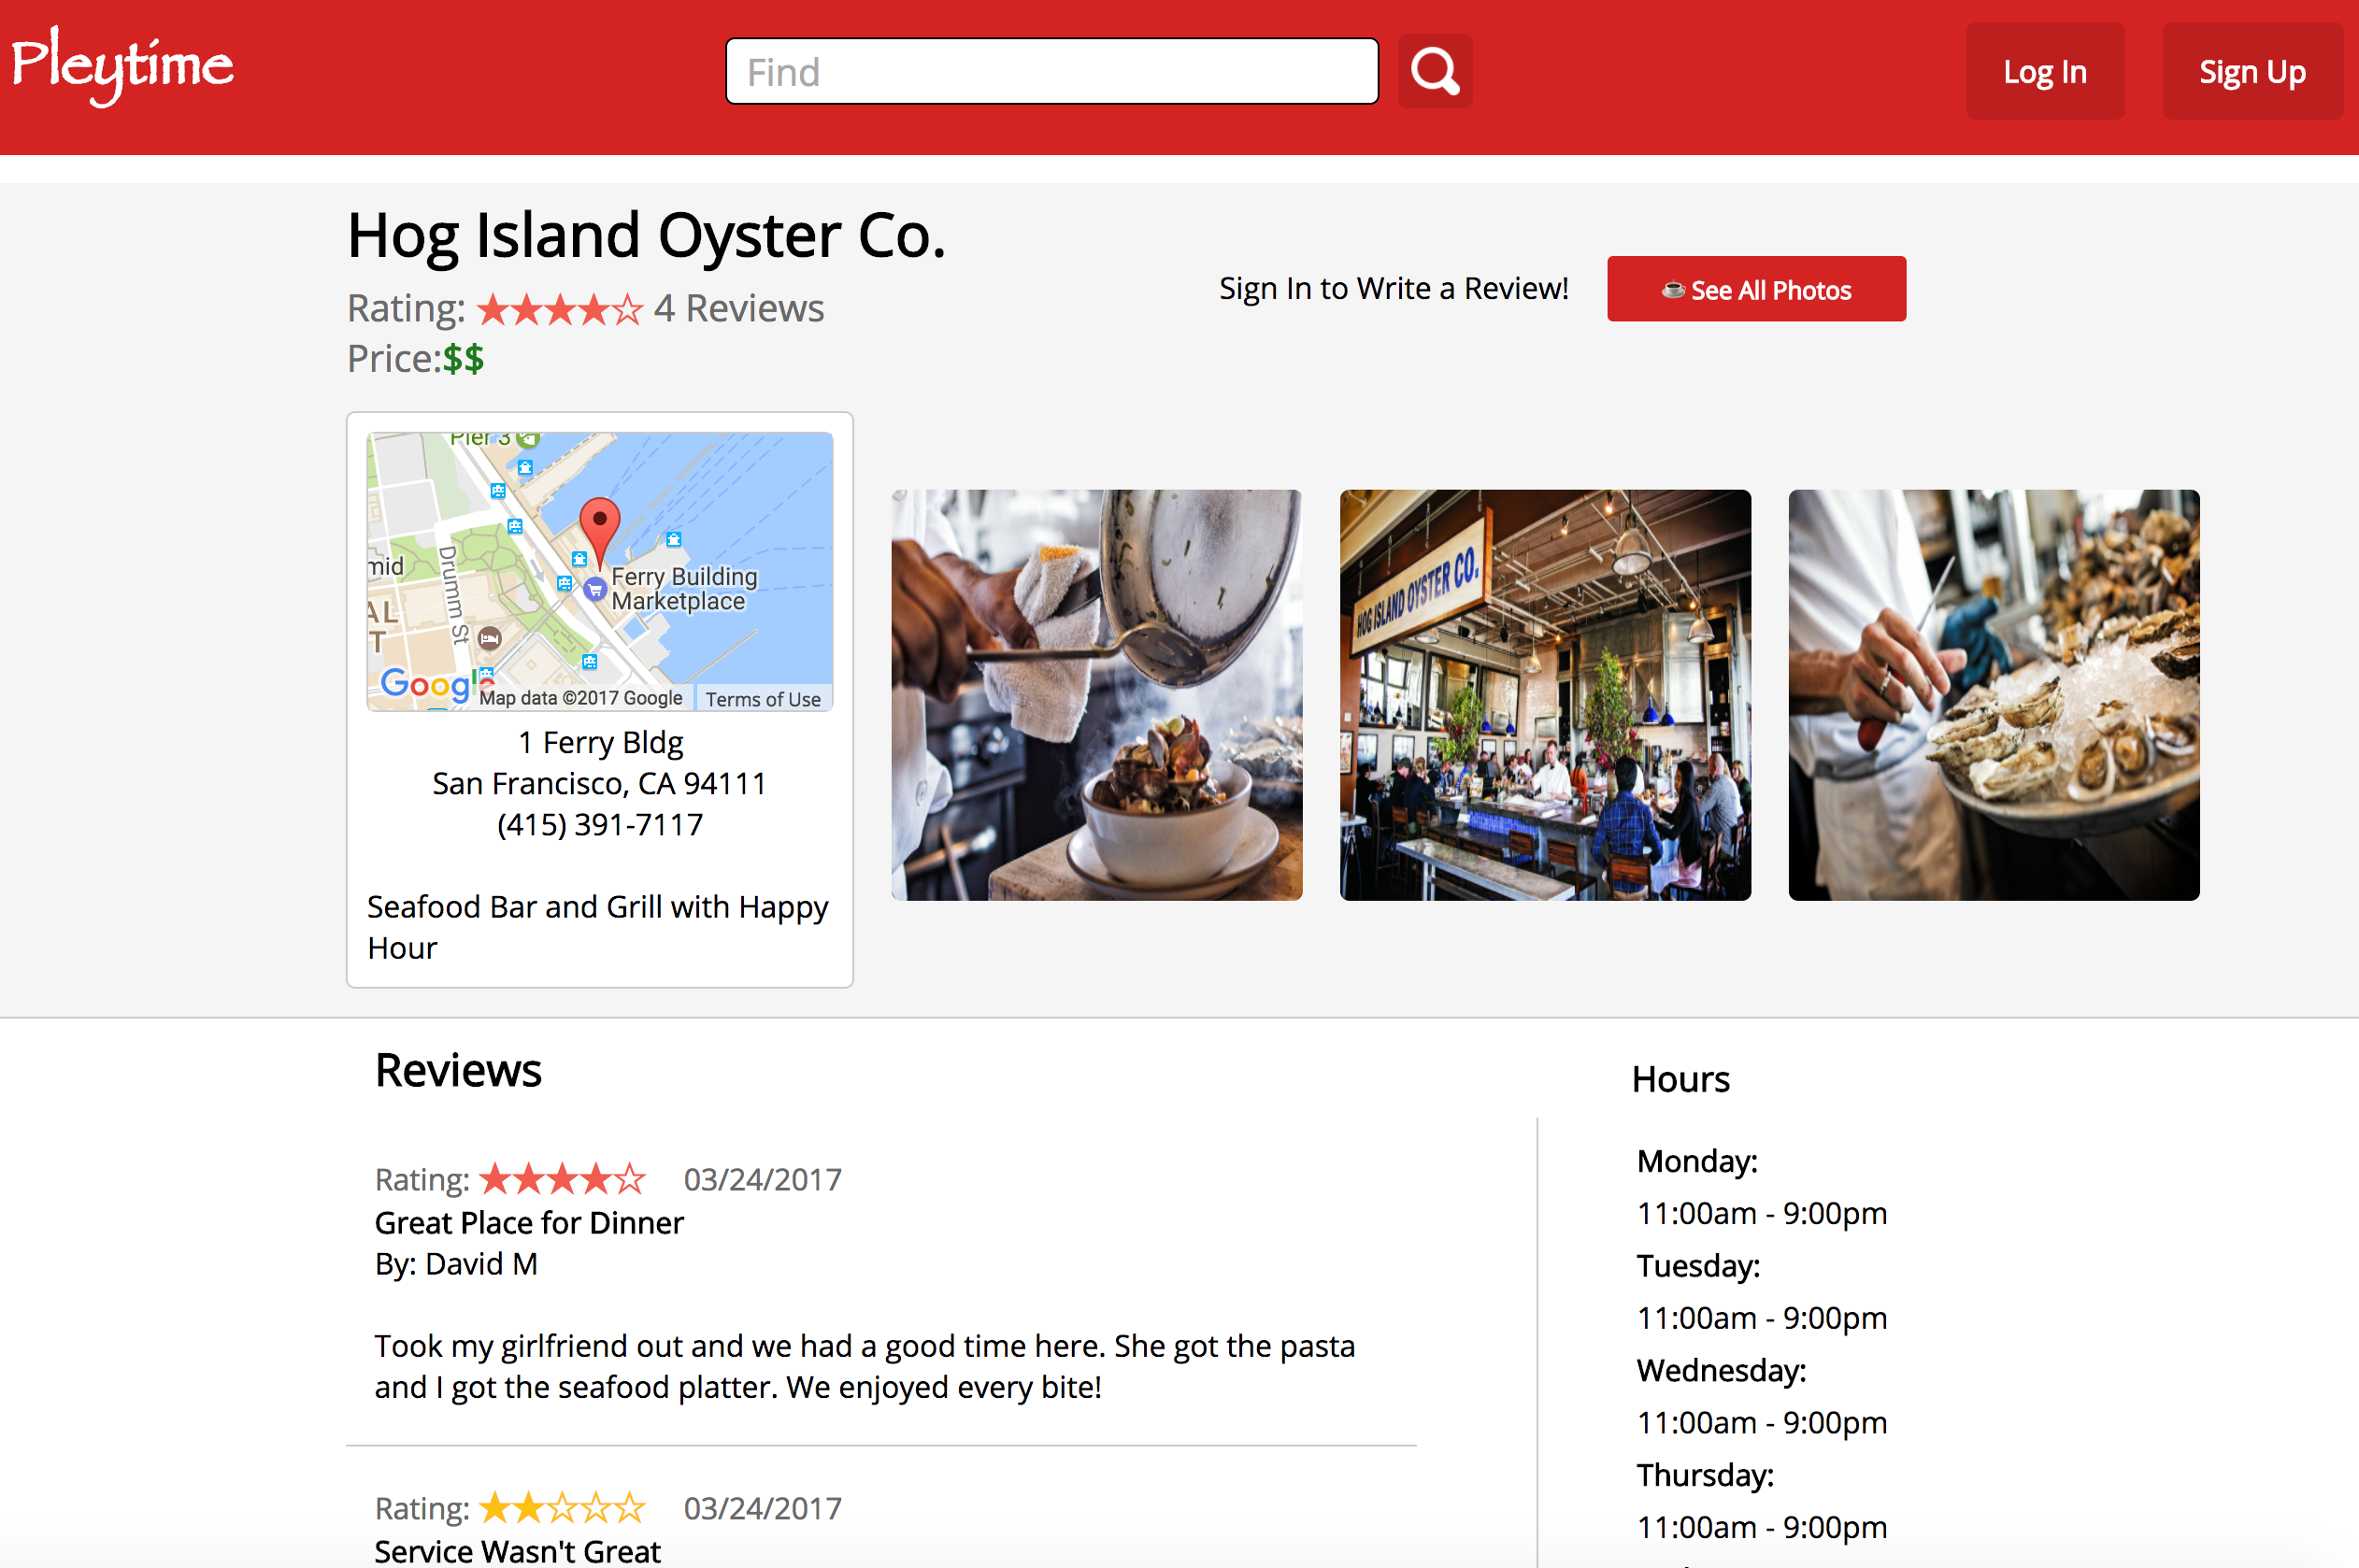 Pleytime
Find
Log In
Sign Up
Hog Island Oyster Co.
Rating: ★★★★☆ 4 Reviews
Price:$$
Sign In to Write a Review!
☕ See All Photos
Pier 3
mid
Drumm St
AL
T
Ferry Building
Marketplace
Google
Map data ©2017 Google
Terms of Use
1 Ferry Bldg
San Francisco, CA 94111
(415) 391-7117
Seafood Bar and Grill with Happy
Hour
HOG ISLAND OYSTER CO.
Reviews
Rating: ★★★★☆ 03/24/2017
Great Place for Dinner
By: David M
Took my girlfriend out and we had a good time here. She got the pasta
and I got the seafood platter. We enjoyed every bite!
Rating: ★★☆☆☆ 03/24/2017
Service Wasn't Great
Hours
Monday:
11:00am - 9:00pm
Tuesday:
11:00am - 9:00pm
Wednesday:
11:00am - 9:00pm
Thursday:
11:00am - 9:00pm